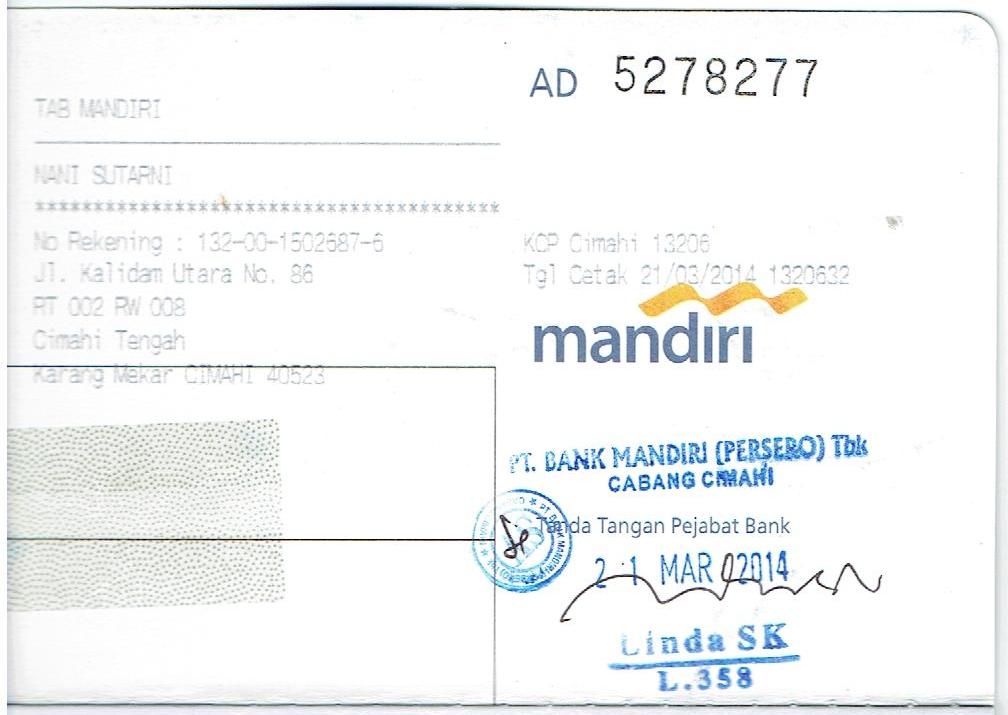 AD 5278277
TAB MANDIRI
NANI SUTARNI
****************************************
No Rekening : 132-00-1502687-6
Jl. Kalidam Utara No. 86
RT 002 RW 008
Cimahi Tengah
Karang Mekar CIMAHI 40523
KCP Cimahi 13206
Tgl Cetak 21/03/2014 1320632
mandiri
PT. BANK MANDIRI (PERSERO) Tbk
CABANG CIMAHI
Tanda Tangan Pejabat Bank
21 MAR 2014
Linda SK
L.358